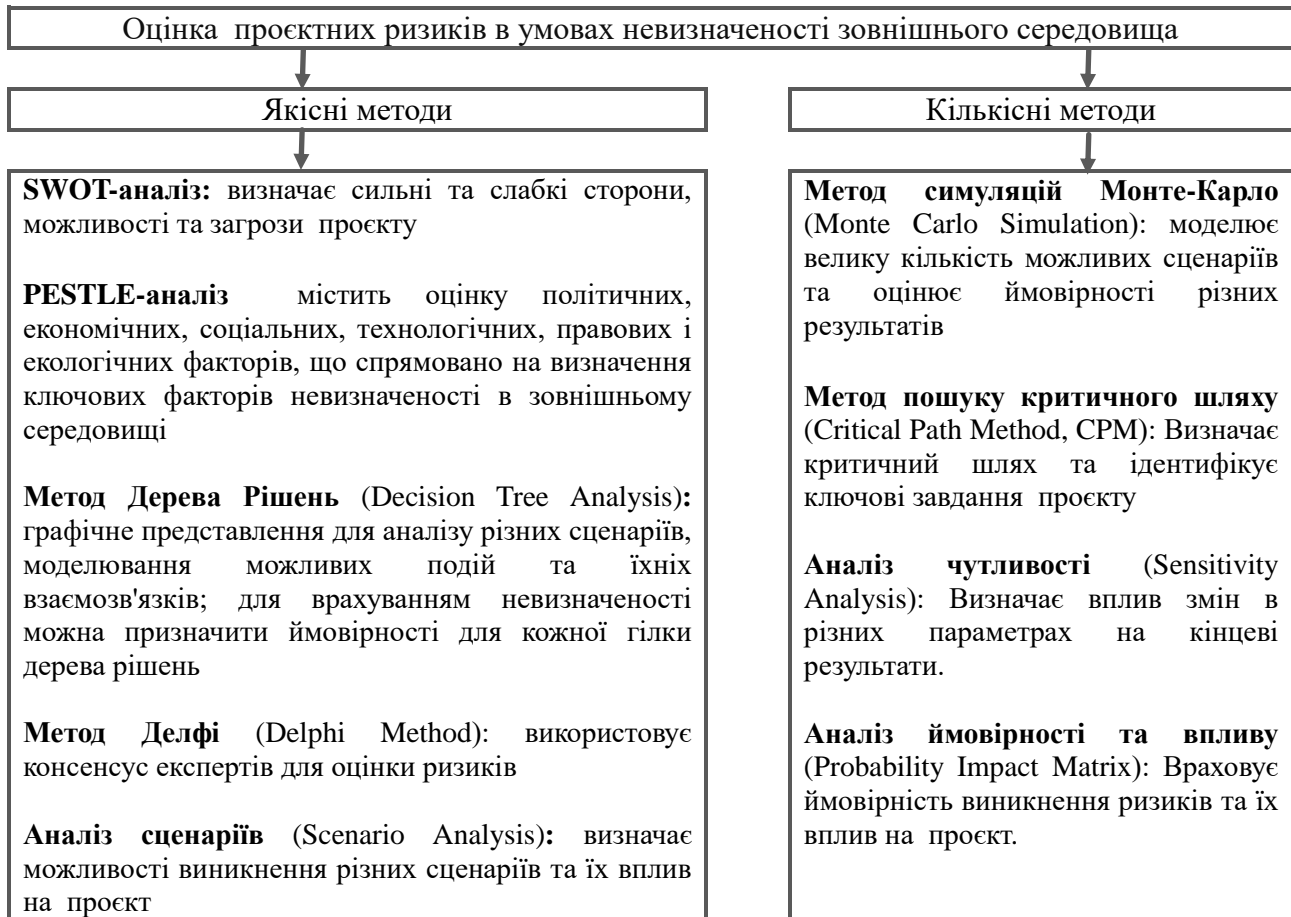 Оцінка проєктних ризиків в умовах невизначеності зовнішнього середовища
Якісні методи
SWOT-аналіз: визначає сильні та слабкі сторони,
можливості та загрози проєкту
PESTLE-аналіз містить оцінку політичних,
економічних, соціальних, технологічних, правових і
екологічних факторів, що спрямовано на визначення
ключових факторів невизначеності в зовнішньому
середовищі
Метод Дерева Рішень (Decision Tree Analysis):
графічне представлення для аналізу різних сценаріїв,
моделювання можливих подій та їхніх
взаємозв'язків; для врахуванням невизначеності
можна призначити ймовірності для кожної гілки
дерева рішень
Метод Делфі (Delphi Method): використовує
консенсус експертів для оцінки ризиків
Аналіз сценаріїв (Scenario Analysis): визначає
можливості виникнення різних сценаріїв та їх вплив
на проєкт
Кількісні методи
Метод симуляцій Монте-Карло
(Monte Carlo Simulation): моделює
велику кількість можливих сценаріїв
та оцінює ймовірності різних
результатів
Метод пошуку критичного шляху
(Critical Path Method, CPM): Визначає
критичний шлях та ідентифікує
ключові завдання проєкту
Аналіз чутливості (Sensitivity
Analysis): Визначає вплив змін в
різних параметрах на кінцеві
результати.
Аналіз ймовірності та впливу
(Probability Impact Matrix): Враховує
ймовірність виникнення ризиків та їх
вплив на проєкт.